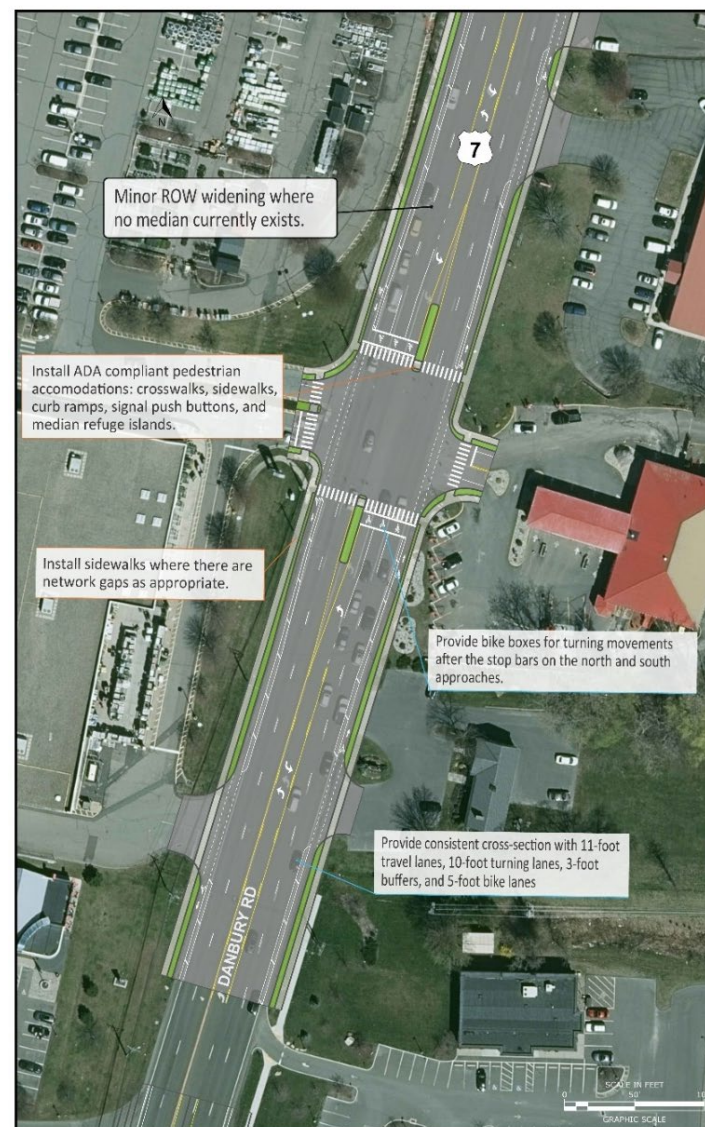 N
7
Minor ROW widening where
no median currently exists.
Install ADA compliant pedestrian
accomodations: crosswalks, sidewalks,
curb ramps, signal push buttons, and
median refuge islands.
Install sidewalks where there are
network gaps as appropriate.
Provide bike boxes for turning movements
after the stop bars on the north and south
approaches.
Provide consistent cross-section with 11-foot
travel lanes, 10-foot turning lanes, 3-foot
buffers, and 5-foot bike lanes
DANBURY RD
SCALE IN FEET
0 50
GRAPHIC SCALE